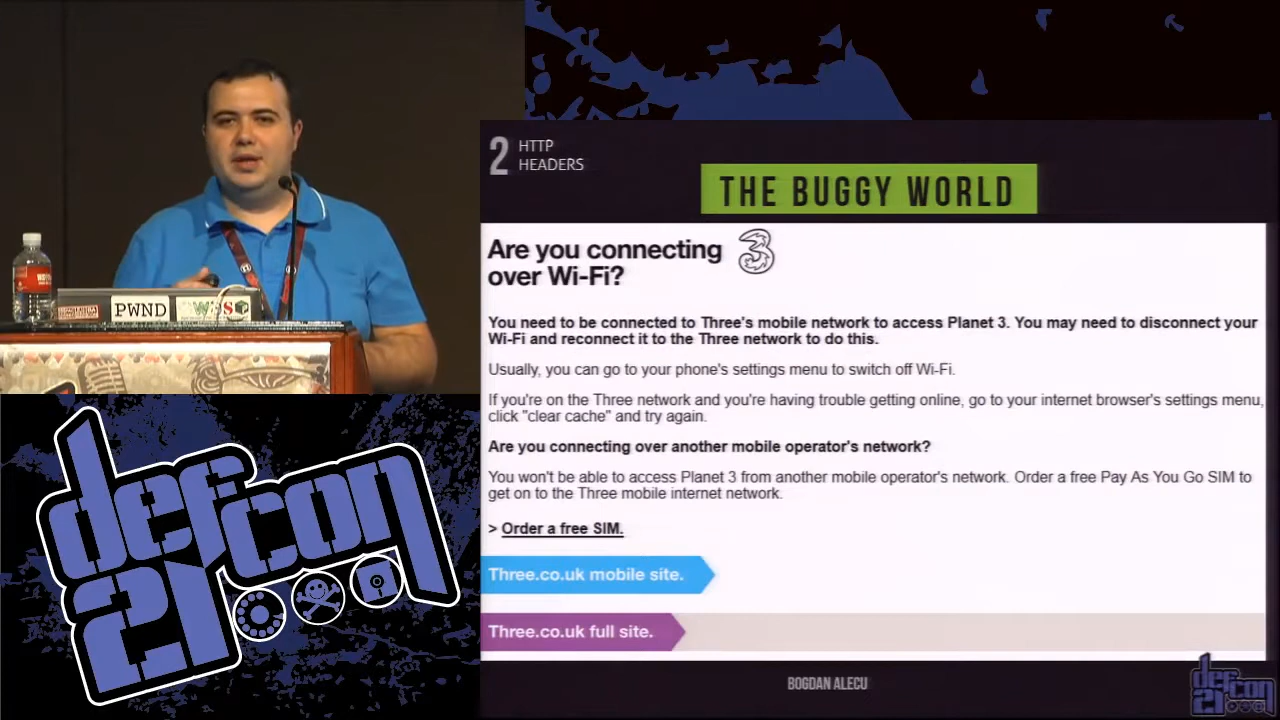 2
HTTP
HEADERS
THE BUGGY WORLD
Are you connecting
over Wi-Fi?
3
You need to be connected to Three's mobile network to access Planet 3. You may need to disconnect your
Wi-Fi and reconnect it to the Three network to do this.
Usually, you can go to your phone's settings menu to switch off Wi-Fi.
If you're on the Three network and you're having trouble getting online, go to your internet browser's settings menu,
click "clear cache" and try again.
Are you connecting over another mobile operator's network?
You won't be able to access Planet 3 from another mobile operator's network. Order a free Pay As You Go SIM to
get on to the Three mobile internet network.
> Order a free SIM.
Three.co.uk mobile site.
Three.co.uk full site.
BOGDAN ALECU
PWND
defcon
21
defcon
21